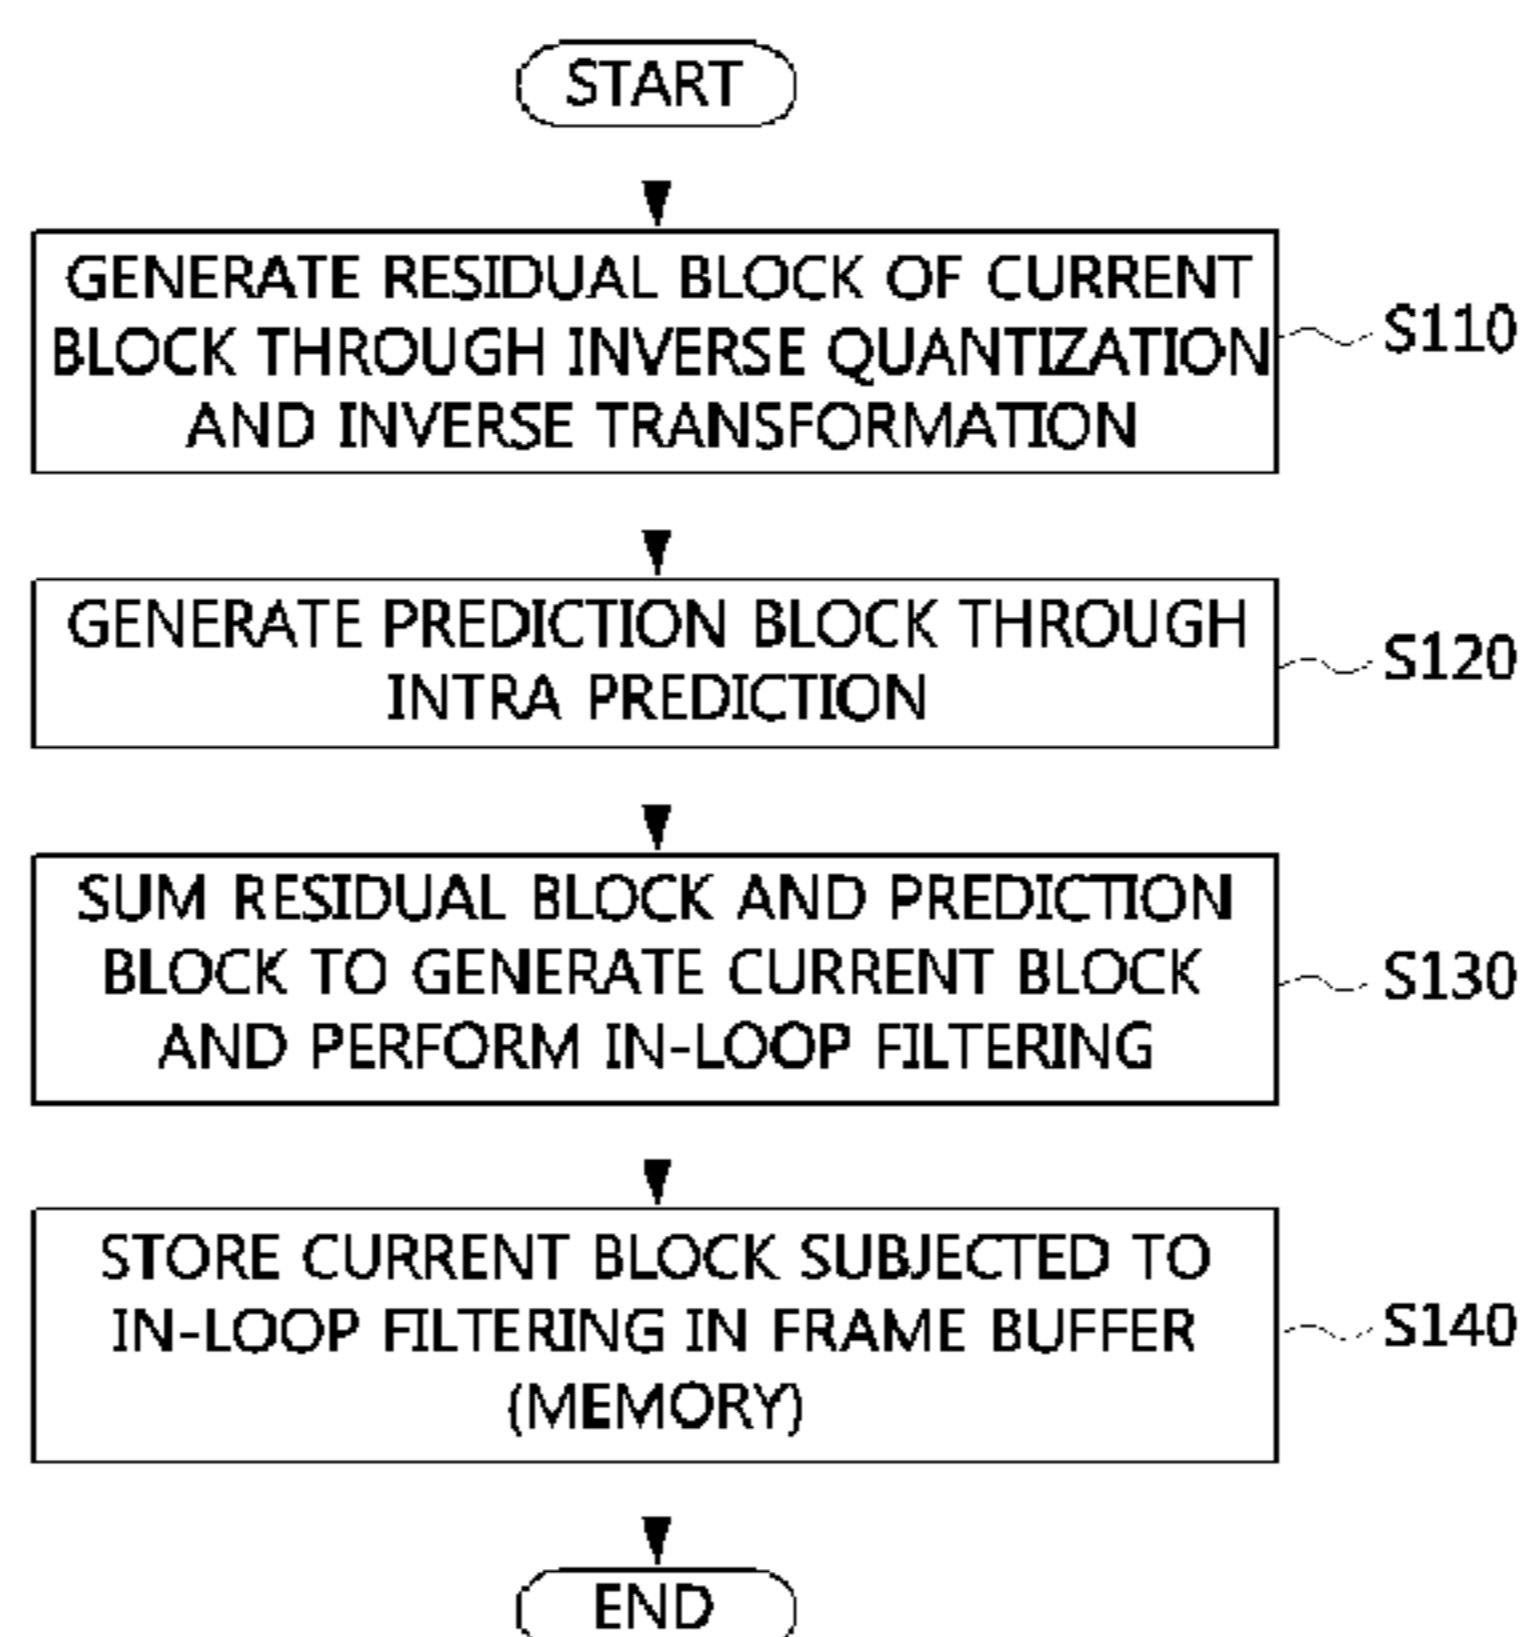 START
GENERATE RESIDUAL BLOCK OF CURRENT
BLOCK THROUGH INVERSE QUANTIZATION
AND INVERSE TRANSFORMATION
S110
GENERATE PREDICTION BLOCK THROUGH
INTRA PREDICTION
S120
SUM RESIDUAL BLOCK AND PREDICTION
BLOCK TO GENERATE CURRENT BLOCK
AND PERFORM IN-LOOP FILTERING
S130
STORE CURRENT BLOCK SUBJECTED TO
IN-LOOP FILTERING IN FRAME BUFFER
(MEMORY)
S140
END